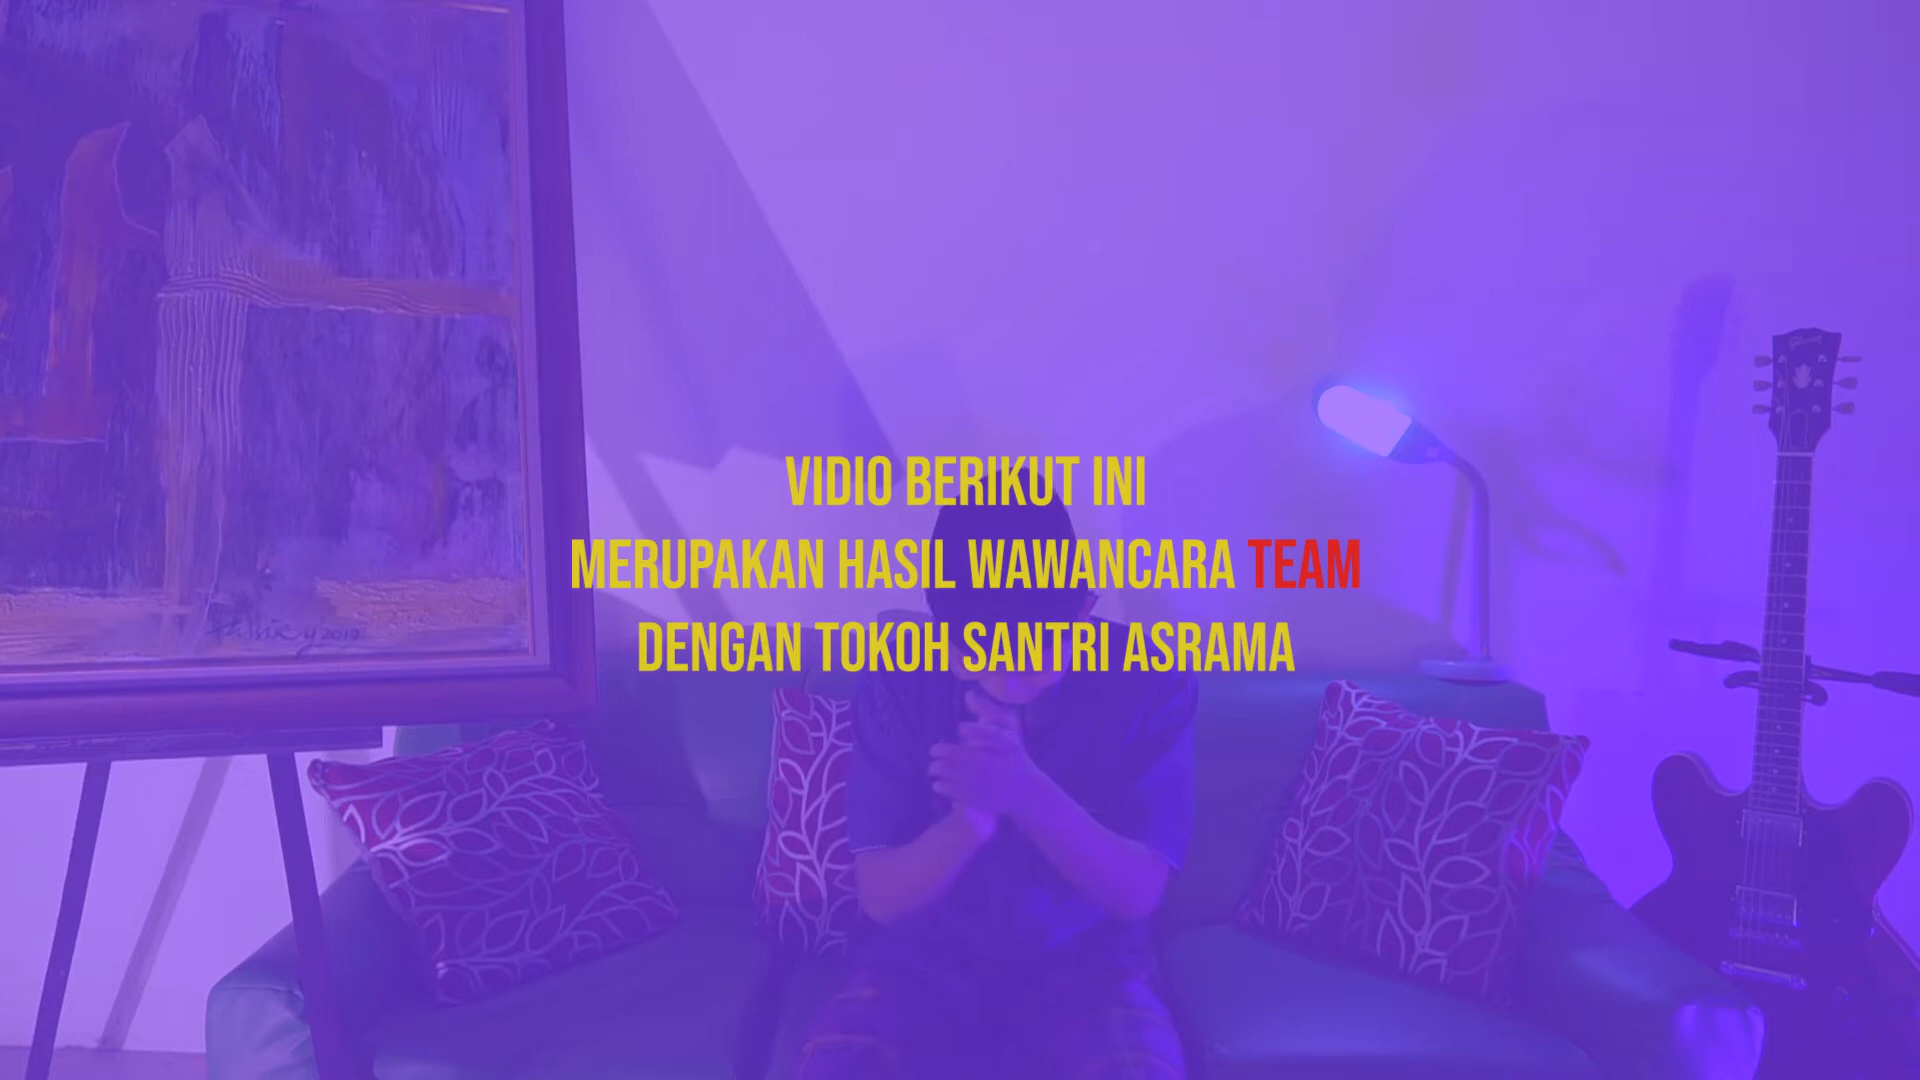 VIDIO BERIKUT INI
MERUPAKAN HASIL WAWANCARA TEAM
DENGAN TOKOH SANTRI ASRAMA